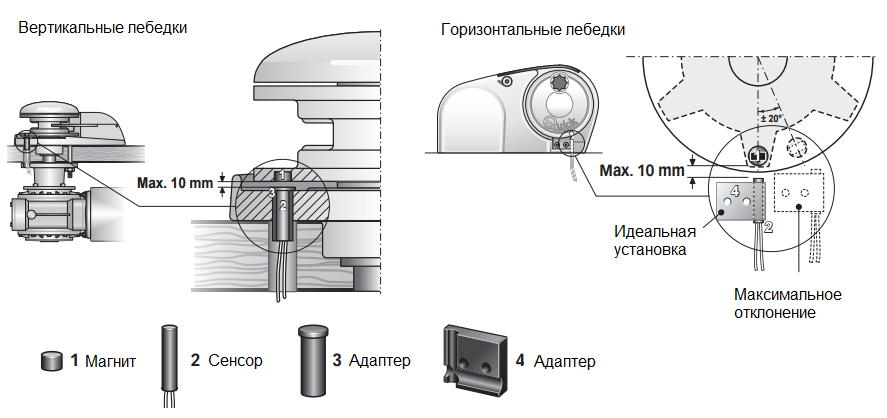 Вертикальные лебедки
Горизонтальные лебедки
Quick
± 20°
1
Max. 10 mm
3
2
Max. 10 mm
4
2
Идеальная
установка
Максимальное
отклонение
1 Магнит
2 Сенсор
3 Адаптер
4 Адаптер